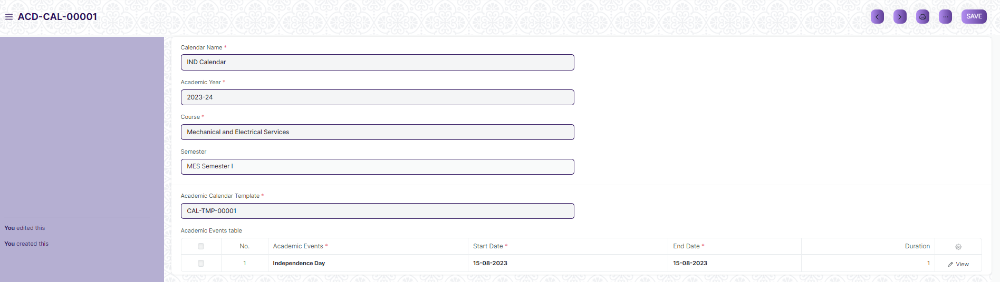 ACD-CAL-00001
SAVE
Calendar Name *
IND Calendar
Academic Year *
2023-24
Course *
Mechanical and Electrical Services
Semester
MES Semester I
Academic Calendar Template *
CAL-TMP-00001
You edited this
You created this
Academic Events table
No. Academic Events * Start Date * End Date * Duration
1 Independence Day 15-08-2023 15-08-2023 1 View